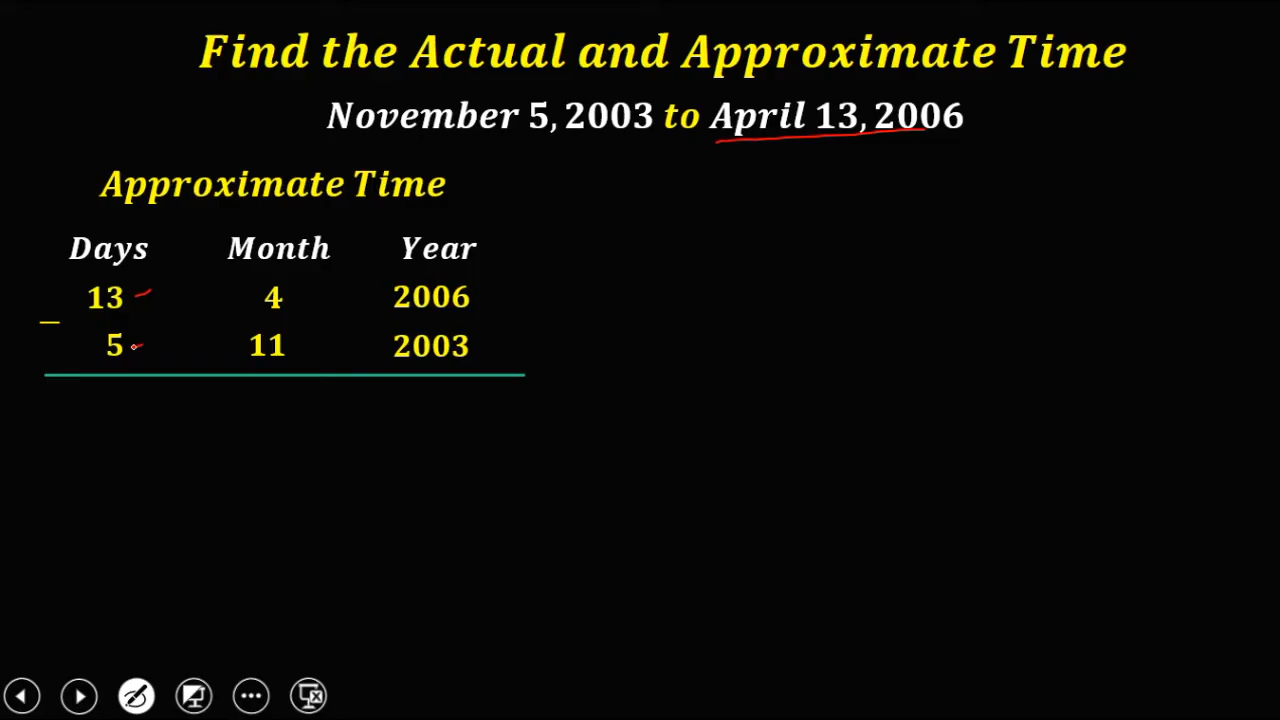 Find the Actual and Approximate Time
November 5, 2003 to April 13, 2006
Approximate Time
Days Month Year
13 4 2006
−
5 11 2003